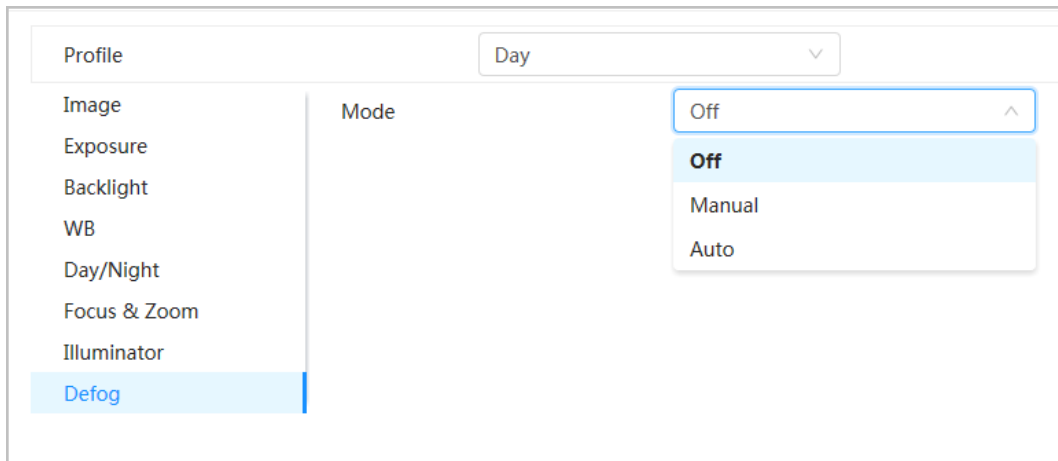 Profile Day
Image
Mode Off
Exposure
Off
Backlight
Manual
WB
Auto
Day/Night
Focus & Zoom
Illuminator
Defog